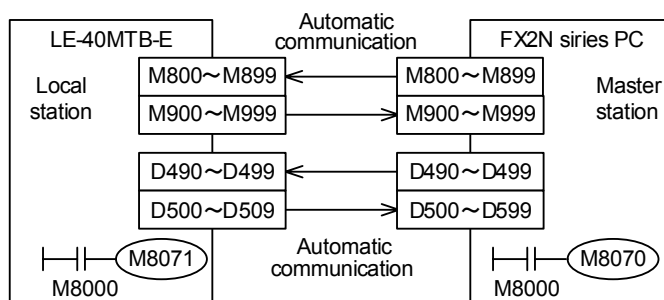 Automatic
communication
LE-40MTB-E
FX2N siries PC
Local
station
M800～M899
M800～M899
Master
station
M900～M999
M900～M999
D490～D499
D490～D499
D500～D509
D500～D599
Automatic
communication
M8071
M8000
M8070
M8000